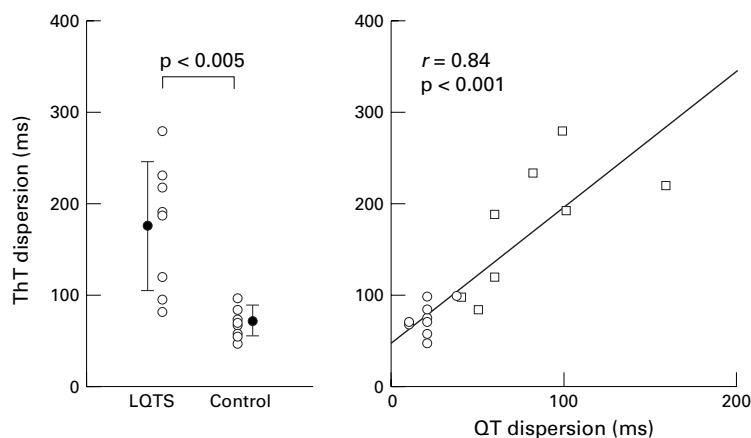 400
300
200
100
0
ThT dispersion (ms)
p < 0.005
LQTS
Control
400
300
200
100
0
r = 0.84
p < 0.001
0
100
200
QT dispersion (ms)